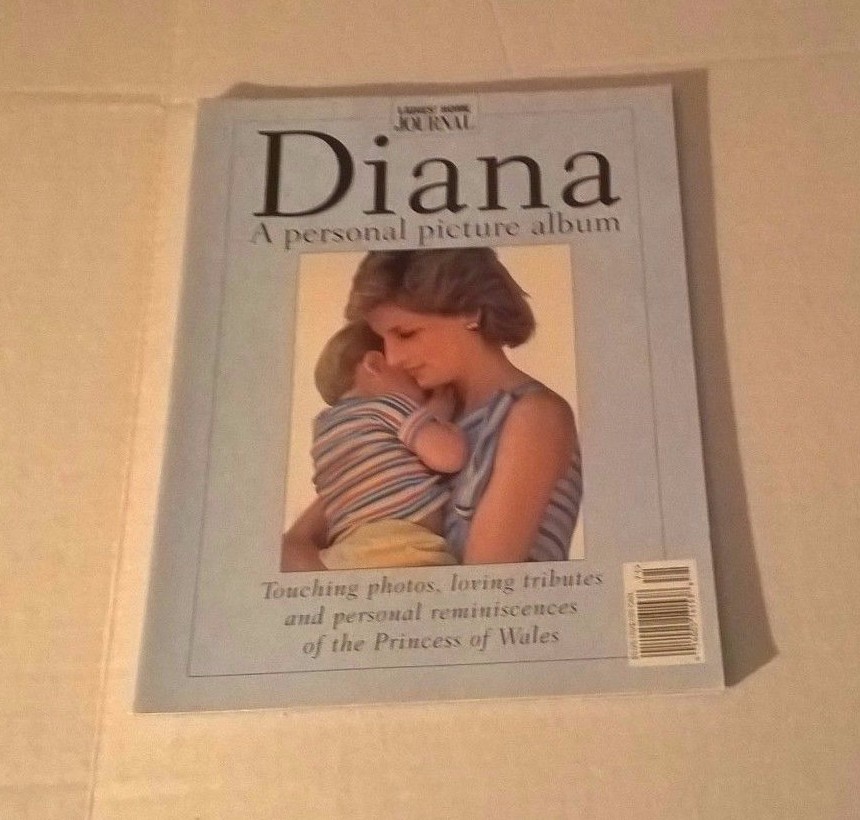 LADIES' HOME
JOURNAL
Diana
A personal picture album
Touching photos, loving tributes
and personal reminiscences
of the Princess of Wales